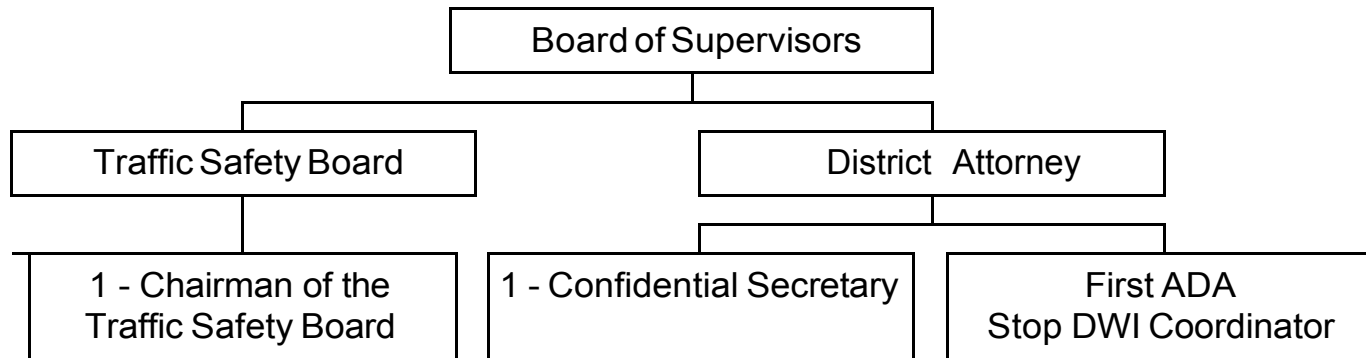 Board of Supervisors
Traffic Safety Board
District Attorney
1 - Chairman of the
Traffic Safety Board
1 - Confidential Secretary
First ADA
Stop DWI Coordinator